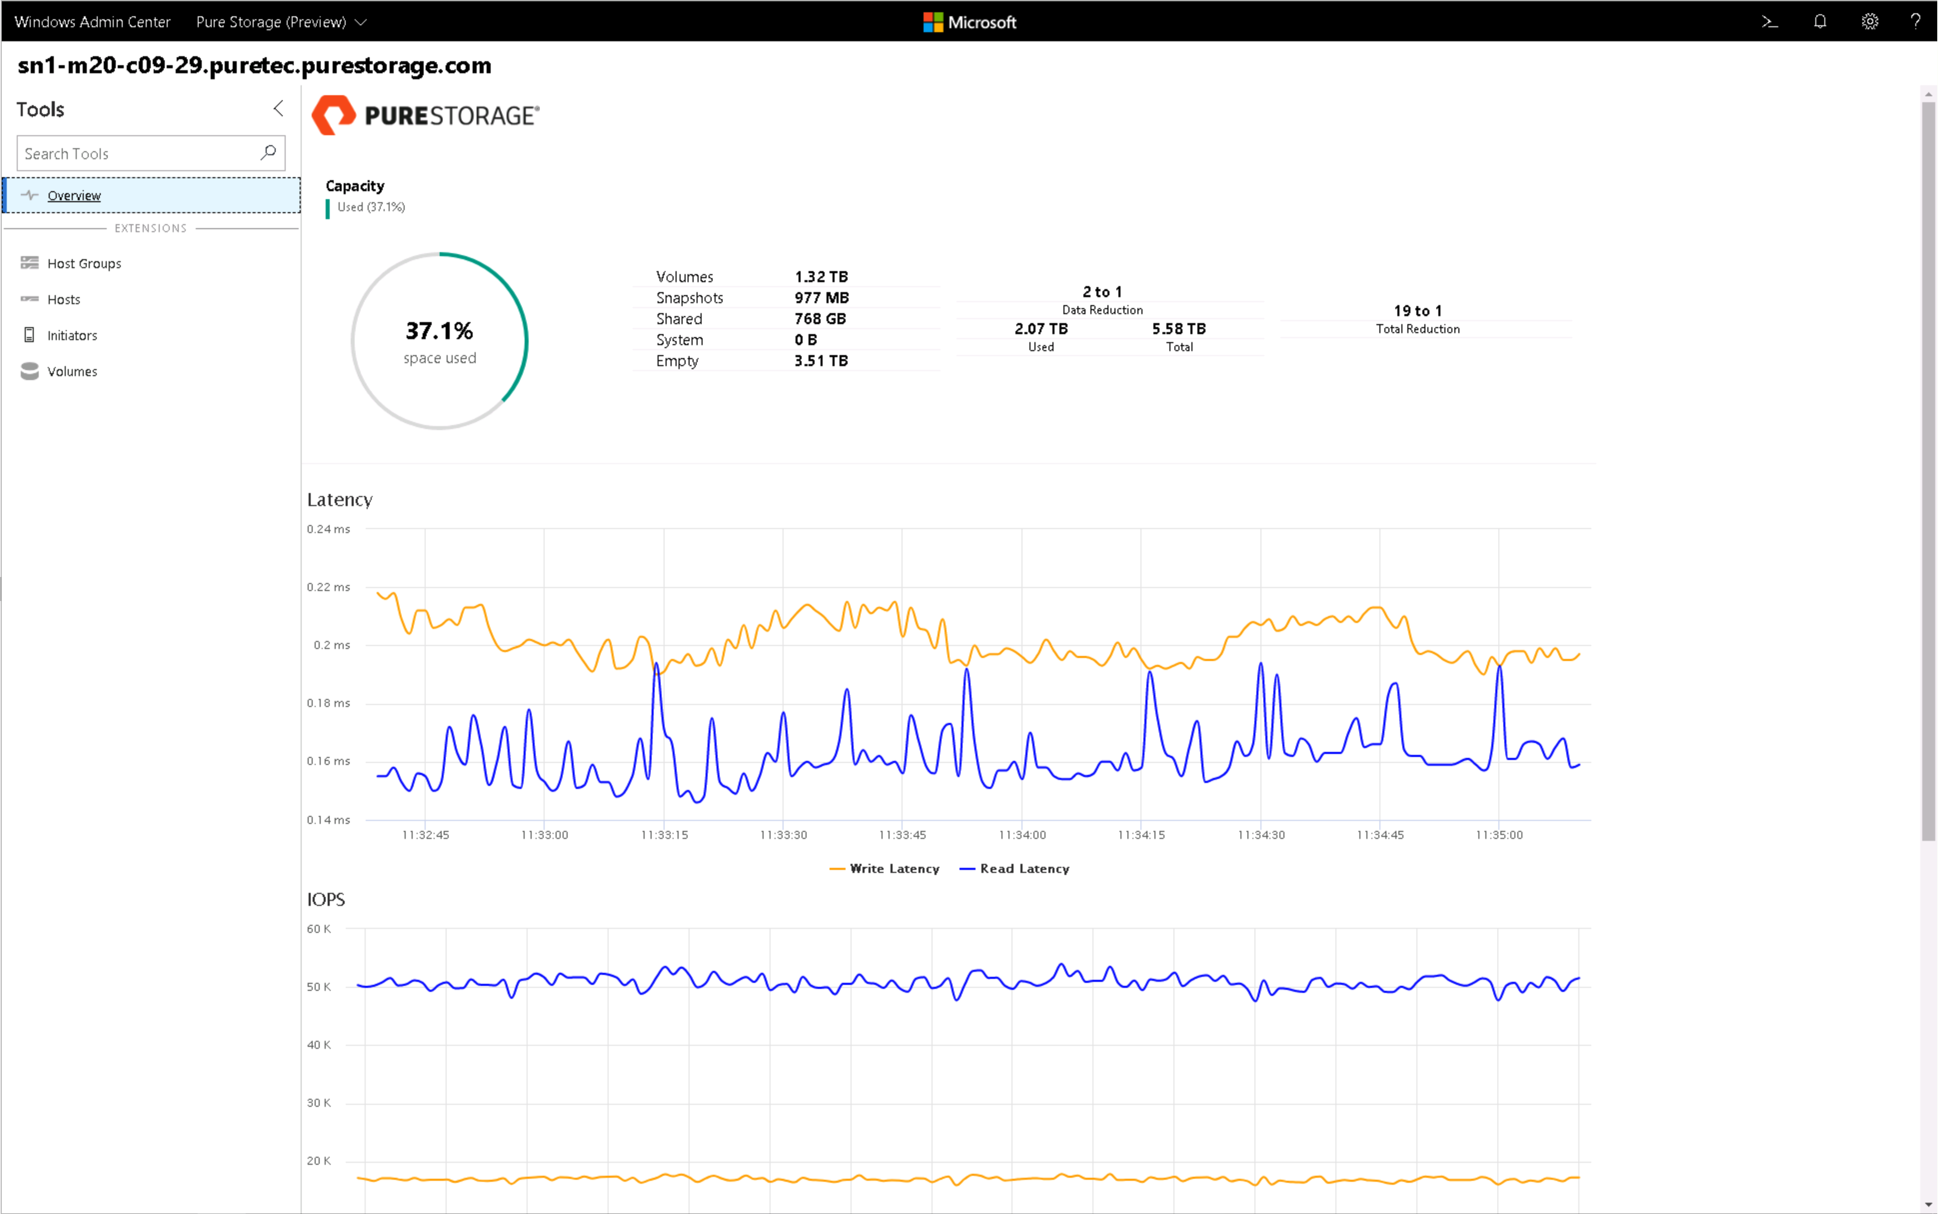 Windows Admin Center Pure Storage (Preview) Microsoft >_ ?
sn1-m20-c09-29.puretec.purestorage.com
Tools
Search Tools
Overview
EXTENSIONS
Host Groups
Hosts
Initiators
Volumes
PURESTORAGE®
Capacity
Used (37.1%)
37.1%
space used
Volumes 1.32 TB
Snapshots 977 MB
Shared 768 GB
System 0 B
Empty 3.51 TB
2 to 1
Data Reduction
2.07 TB 5.58 TB
Used Total
19 to 1
Total Reduction
Latency
0.24 ms
0.22 ms
0.2 ms
0.18 ms
0.16 ms
0.14 ms
11:32:45 11:33:00 11:33:15 11:33:30 11:33:45 11:34:00 11:34:15 11:34:30 11:34:45 11:35:00
Write Latency Read Latency
IOPS
60 K
50 K
40 K
30 K
20 K